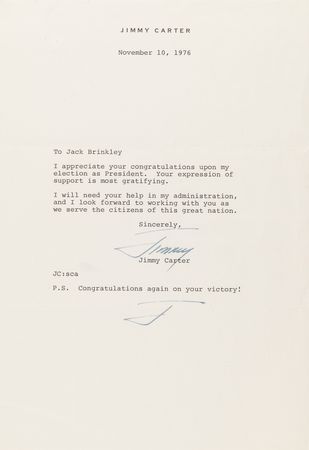 JIMMY CARTER
November 10, 1976
To Jack Brinkley
I appreciate your congratulations upon my
election as President.  Your expression of
support is most gratifying.
I will need your help in my administration,
and I look forward to working with you as
we serve the citizens of this great nation.
Sincerely,
Jimmy
Jimmy Carter
JC:sca
P.S.  Congratulations again on your victory!
J